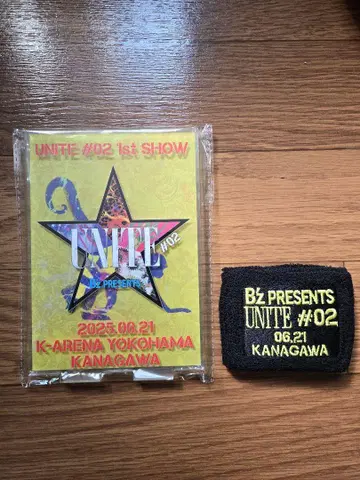 UNITE #02 1st SHOW
UNITE #02
B'z PRESENTS
2025.06.21
K-ARENA YOKOHAMA
KANAGAWA
B'z PRESENTS
UNITE #02
06.21
KANAGAWA